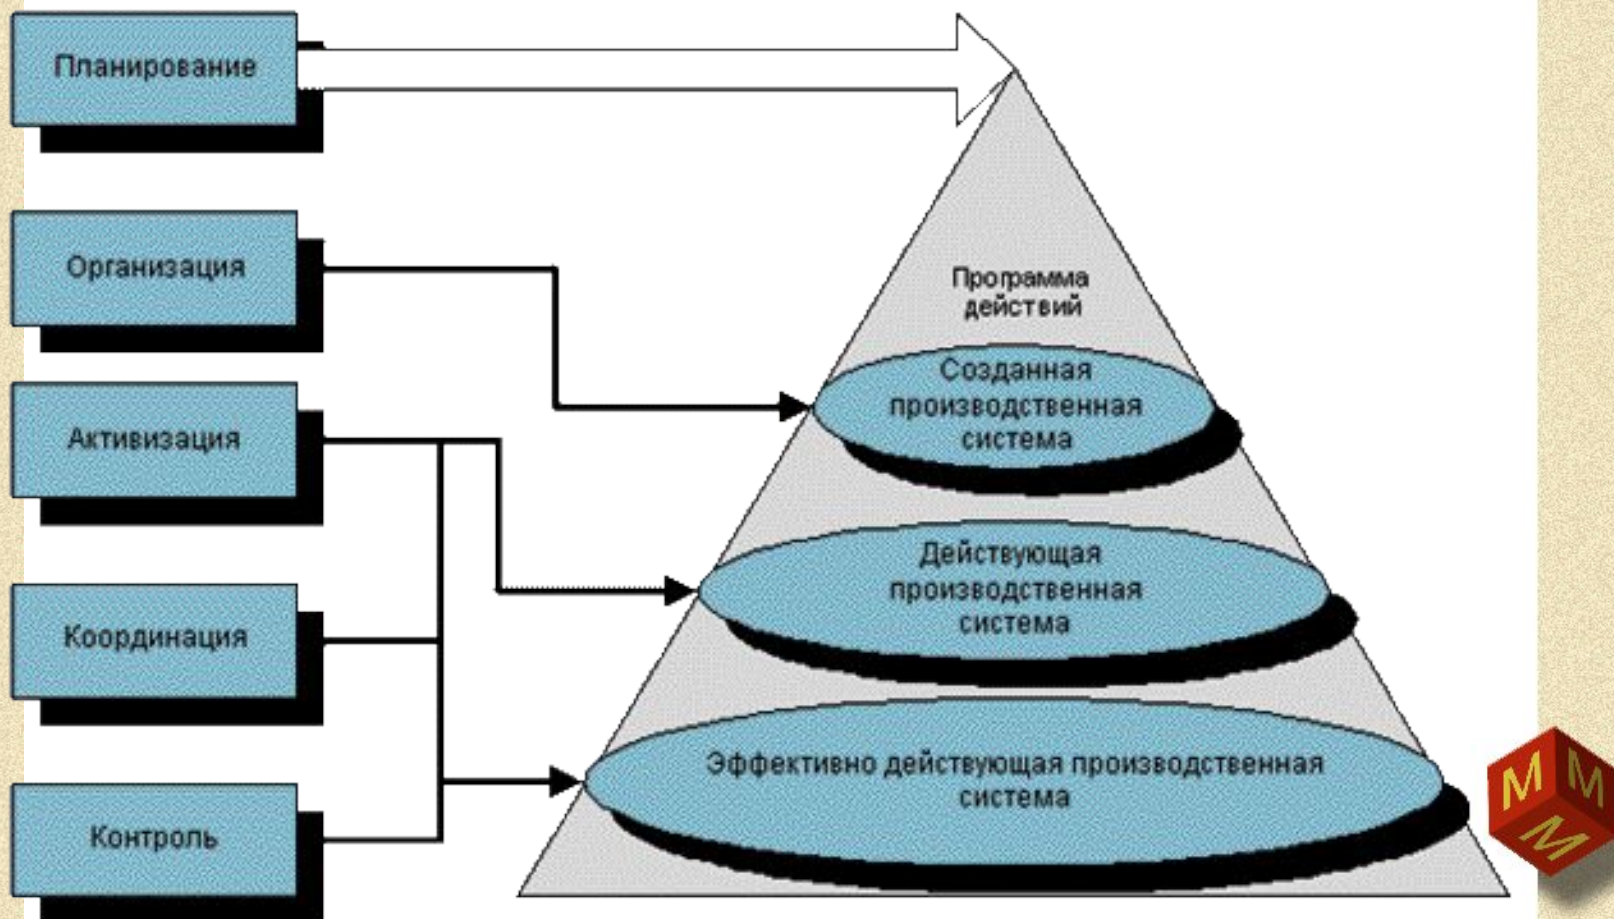 Планирование
Организация
Активизация
Координация
Контроль
Программа
действий
Созданная
производственная
система
Действующая
производственная
система
Эффективно действующая производственная
система
M
M
M